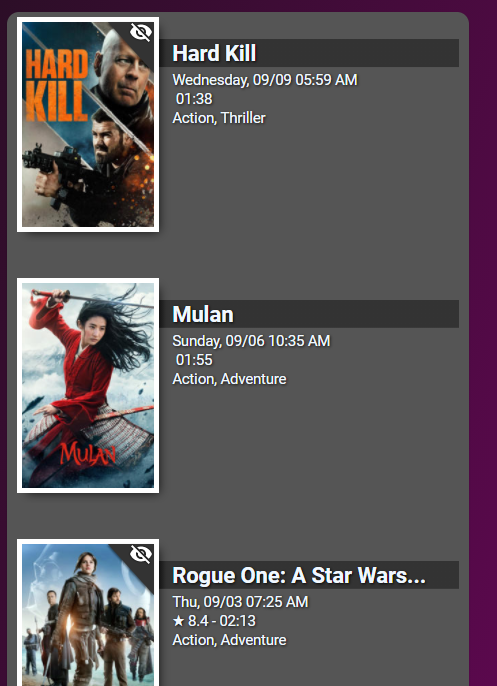 HARD
KILL
Hard Kill
Wednesday, 09/09 05:59 AM
01:38
Action, Thriller
MULAN
Mulan
Sunday, 09/06 10:35 AM
01:55
Action, Adventure
Rogue One: A Star Wars...
Thu, 09/03 07:25 AM
★ 8.4 - 02:13
Action, Adventure